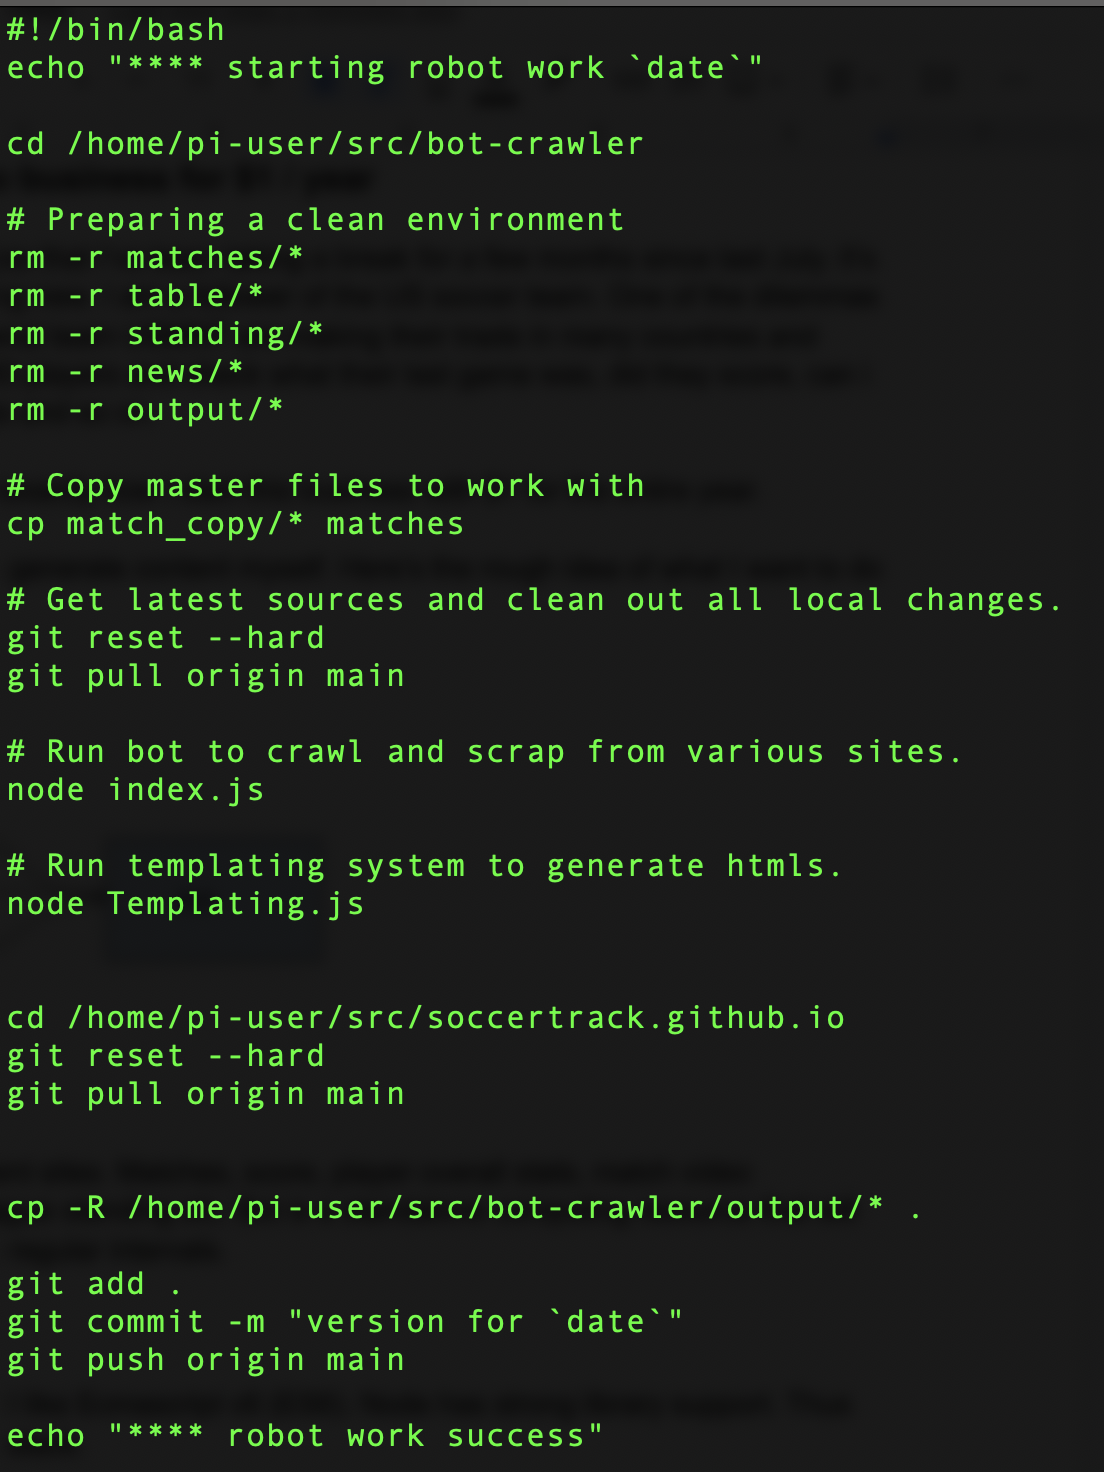 #!/bin/bash
echo "**** starting robot work `date`"
cd /home/pi-user/src/bot-crawler
# Preparing a clean environment
rm -r matches/*
rm -r table/*
rm -r standing/*
rm -r news/*
rm -r output/*
# Copy master files to work with
cp match_copy/* matches
# Get latest sources and clean out all local changes.
git reset --hard
git pull origin main
# Run bot to crawl and scrap from various sites.
node index.js
# Run templating system to generate htmls.
node Templating.js
cd /home/pi-user/src/soccertrack.github.io
git reset --hard
git pull origin main
cp -R /home/pi-user/src/bot-crawler/output/* .
git add .
git commit -m "version for `date`"
git push origin main
echo "**** robot work success"